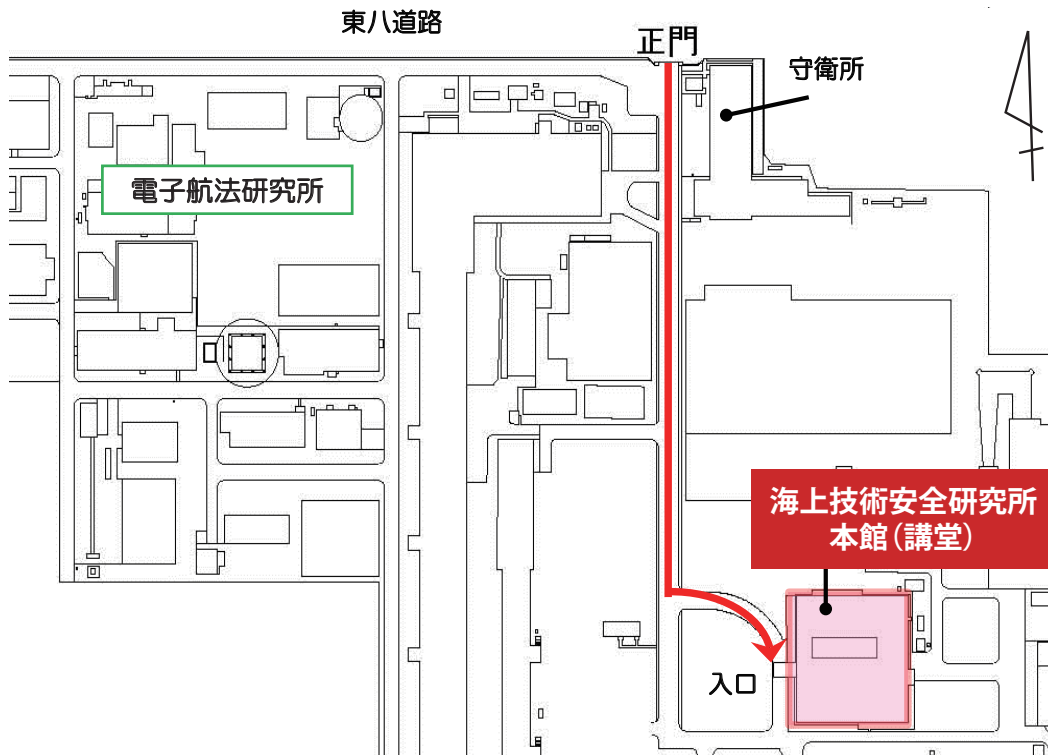 東八道路
正門
守衛所
電子航法研究所
海上技術安全研究所
本館（講堂）
入口